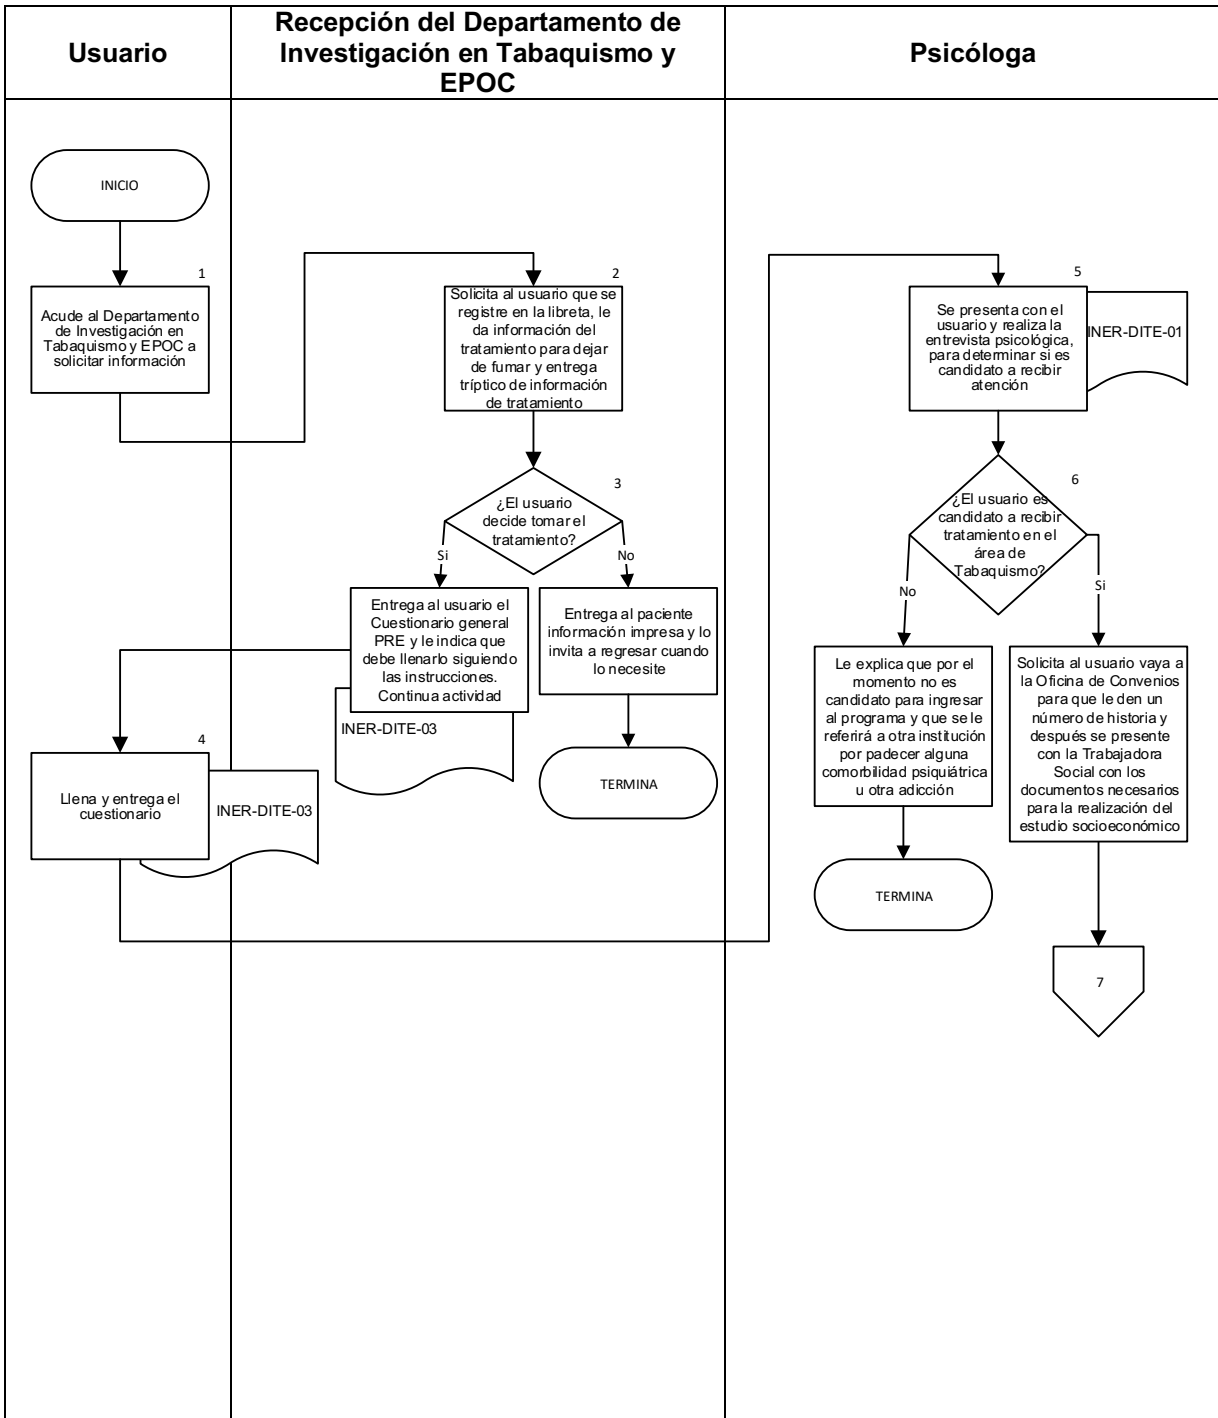 Usuario
Recepción del Departamento de
Investigación en Tabaquismo y
EPOC
Psicóloga
INICIO
1
Acude al Departamento
de Investigación en
Tabaquismo y EPOC a
solicitar información
2
Solicita al usuario que se
registre en la libreta, le
da información del
tratamiento para dejar
de fumar y entrega
tríptico de información
de tratamiento
3
¿El usuario
decide tomar el
tratamiento?
Si
No
Entrega al usuario el
Cuestionario general
PRE y le indica que
debe llenarlo siguiendo
las instrucciones.
Continua actividad
INER-DITE-03
Entrega al paciente
información impresa y lo
invita a regresar cuando
lo necesite
TERMINA
4
Llena y entrega el
cuestionario
INER-DITE-03
5
Se presenta con el
usuario y realiza la
entrevista psicológica,
para determinar si es
candidato a recibir
atención
INER-DITE-01
6
¿El usuario es
candidato a recibir
tratamiento en el
área de
Tabaquismo?
No
Si
Le explica que por el
momento no es
candidato para ingresar
al programa y que se le
referirá a otra institución
por padecer alguna
comorbilidad psiquiátrica
u otra adicción
TERMINA
Solicita al usuario vaya a
la Oficina de Convenios
para que le den un
número de historia y
después se presente
con la Trabajadora
Social con los
documentos necesarios
para la realización del
estudio socioeconómico
7